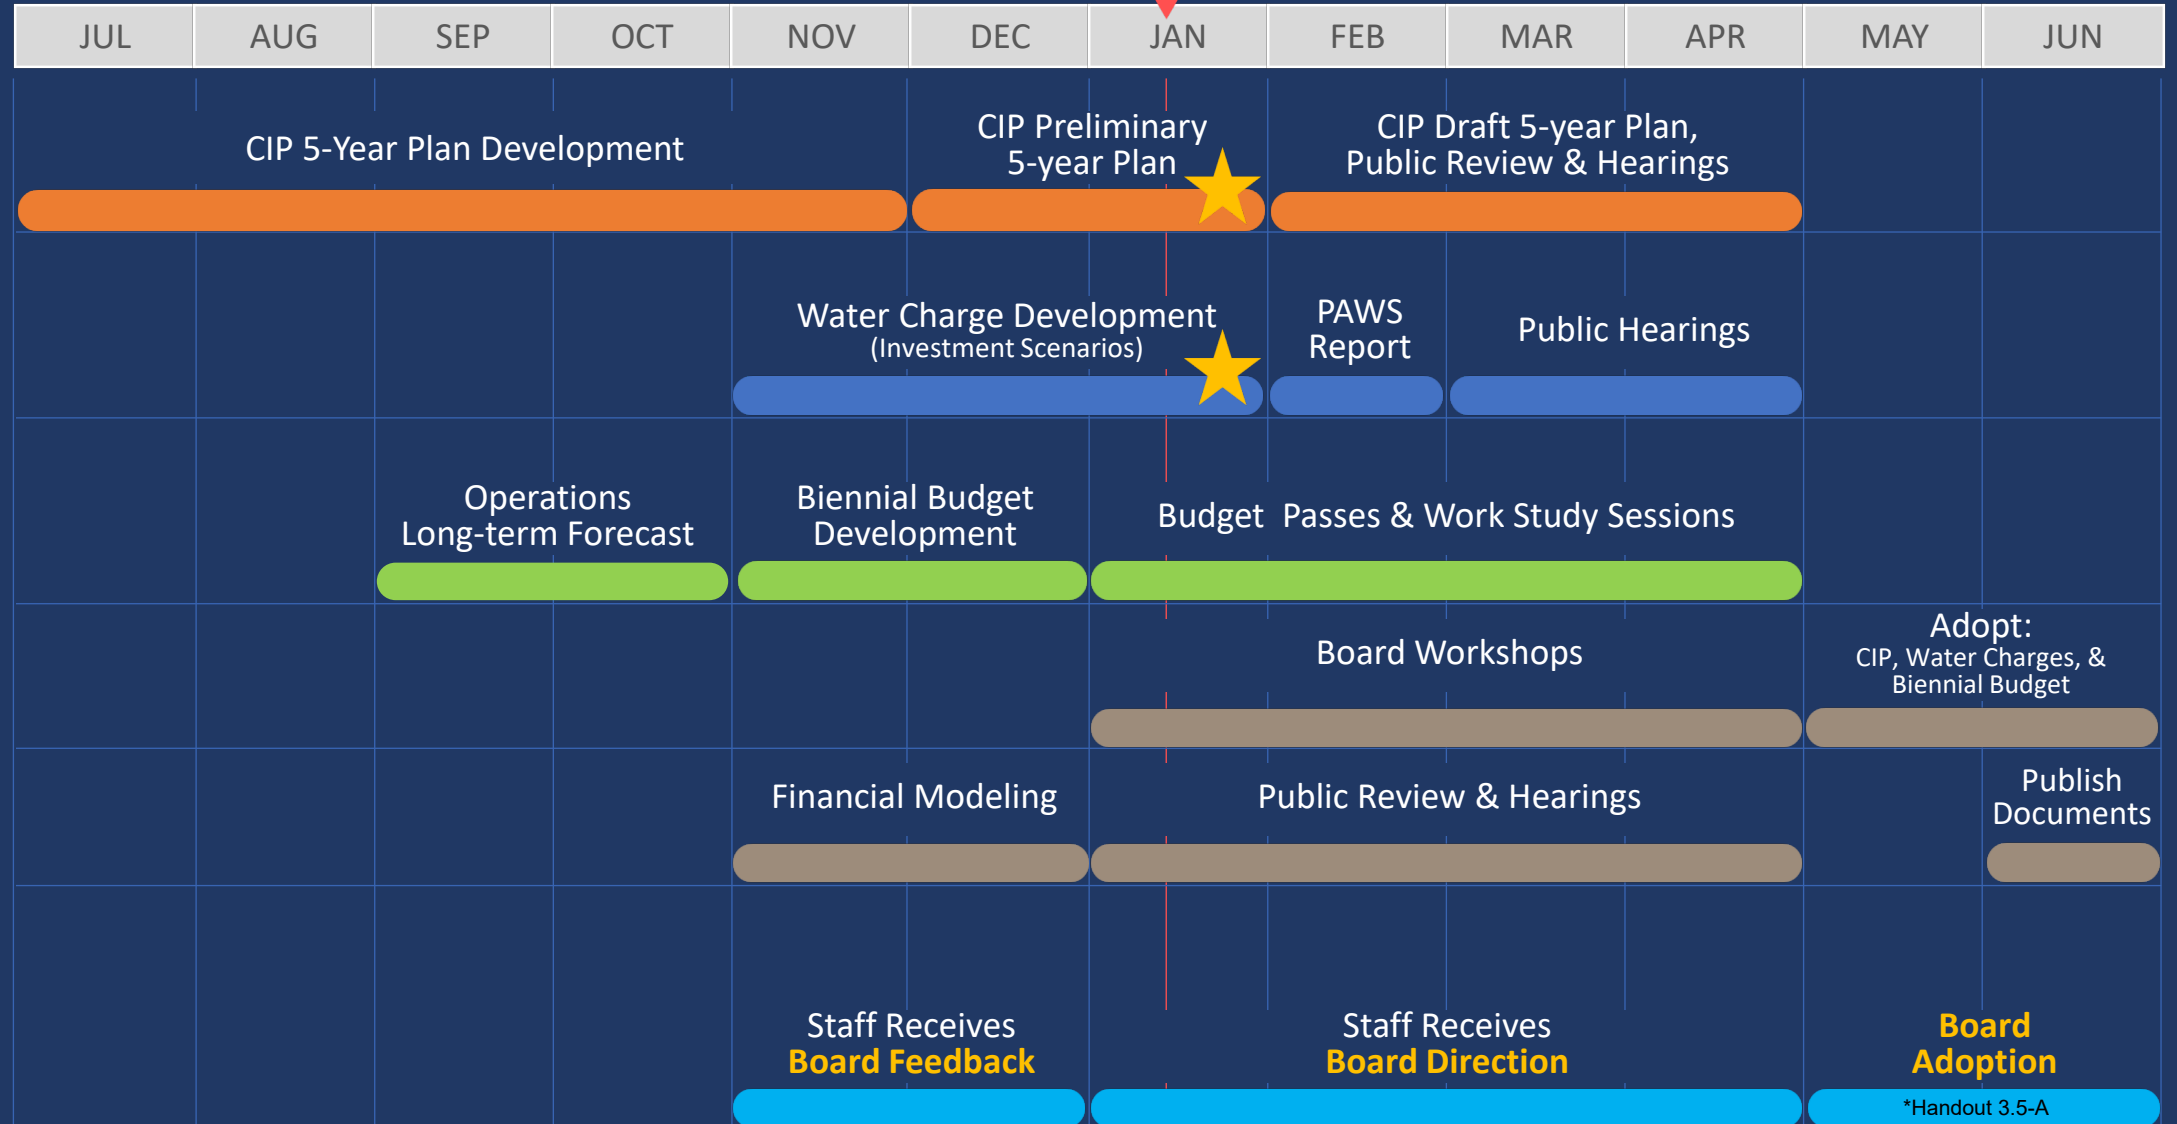 JUL AUG SEP OCT NOV DEC JAN FEB MAR APR MAY JUN
CIP 5-Year Plan Development
CIP Preliminary
5-year Plan
CIP Draft 5-year Plan,
Public Review & Hearings
Water Charge Development
(Investment Scenarios)
PAWS
Report
Public Hearings
Operations
Long-term Forecast
Biennial Budget
Development
Budget Passes & Work Study Sessions
Board Workshops
Adopt:
CIP, Water Charges, &
Biennial Budget
Financial Modeling
Public Review & Hearings
Publish
Documents
Staff Receives
Board Feedback
Staff Receives
Board Direction
Board
Adoption
*Handout 3.5-A